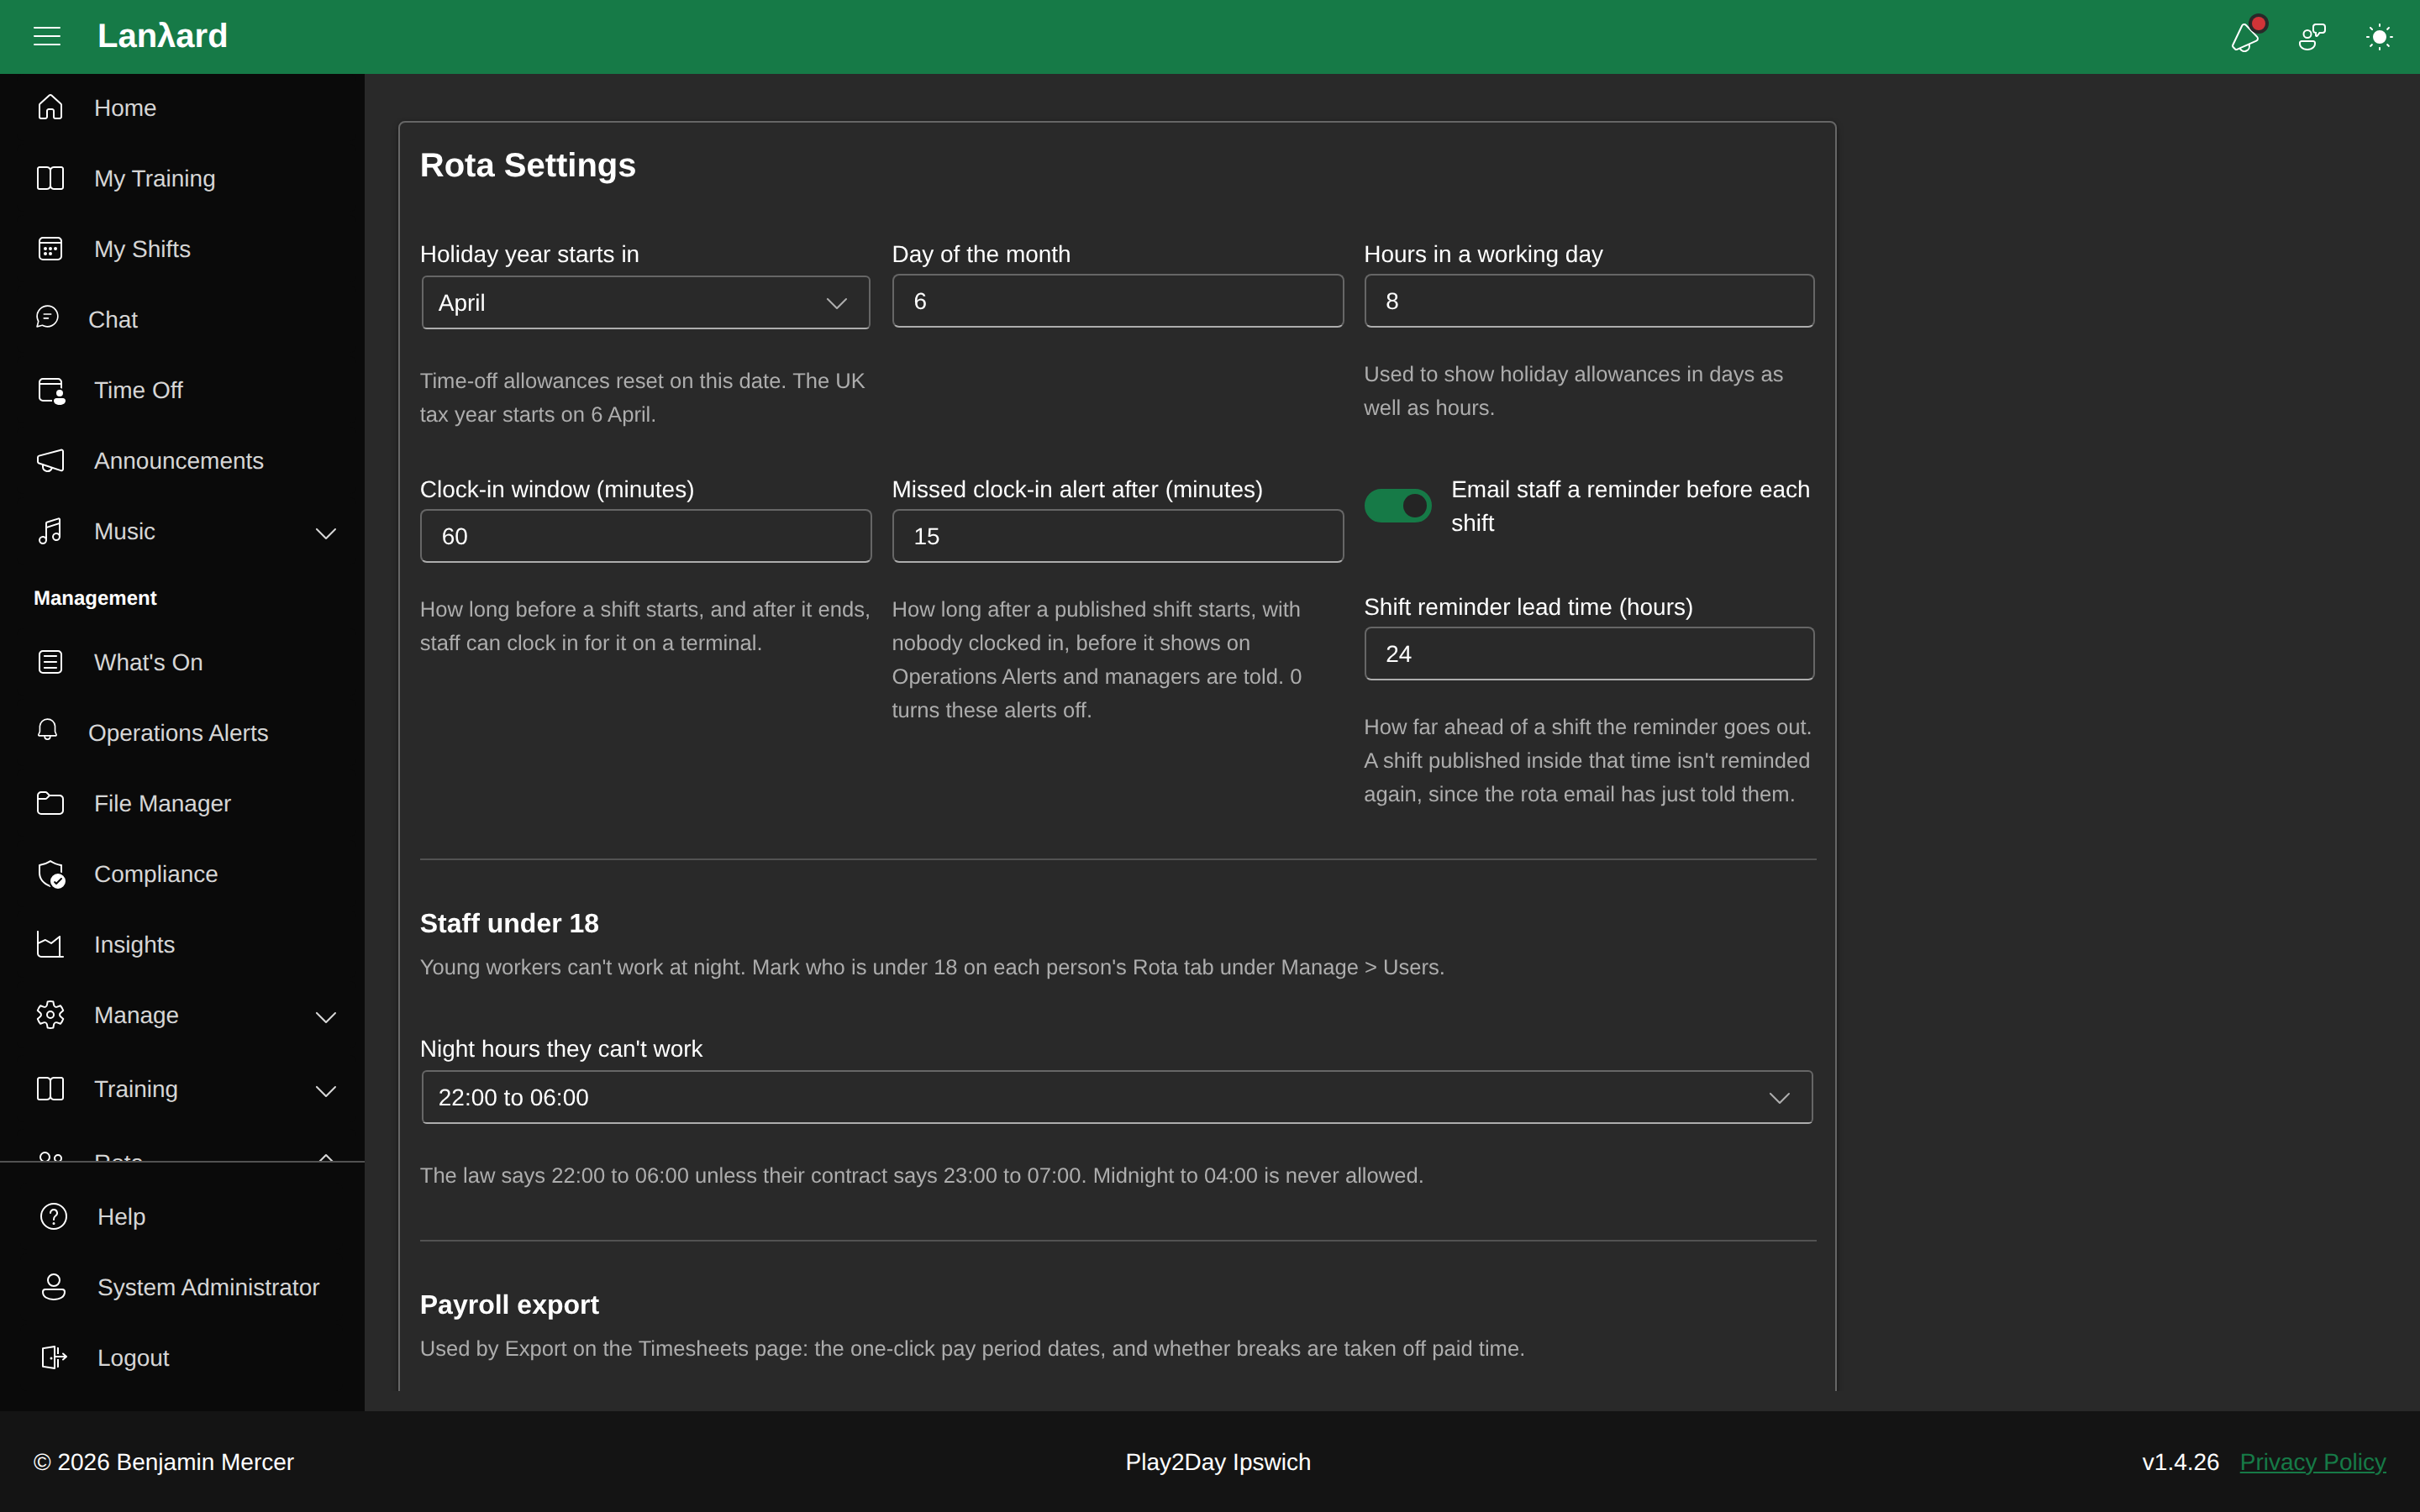 Lanλard
Home
My Training
My Shifts
Chat
Time Off
Announcements
Music
Management
What's On
Operations Alerts
File Manager
Compliance
Insights
Manage
Training
Rota
Help
System Administrator
Logout
Rota Settings
Holiday year starts in
April
Time-off allowances reset on this date. The UK
tax year starts on 6 April.
Day of the month
6
Hours in a working day
8
Used to show holiday allowances in days as
well as hours.
Clock-in window (minutes)
60
How long before a shift starts, and after it ends,
staff can clock in for it on a terminal.
Missed clock-in alert after (minutes)
15
How long after a published shift starts, with
nobody clocked in, before it shows on
Operations Alerts and managers are told. 0
turns these alerts off.
Email staff a reminder before each
shift
Shift reminder lead time (hours)
24
How far ahead of a shift the reminder goes out.
A shift published inside that time isn't reminded
again, since the rota email has just told them.
Staff under 18
Young workers can't work at night. Mark who is under 18 on each person's Rota tab under Manage > Users.
Night hours they can't work
22:00 to 06:00
The law says 22:00 to 06:00 unless their contract says 23:00 to 07:00. Midnight to 04:00 is never allowed.
Payroll export
Used by Export on the Timesheets page: the one-click pay period dates, and whether breaks are taken off paid time.
© 2026 Benjamin Mercer
Play2Day Ipswich
v1.4.26 Privacy Policy